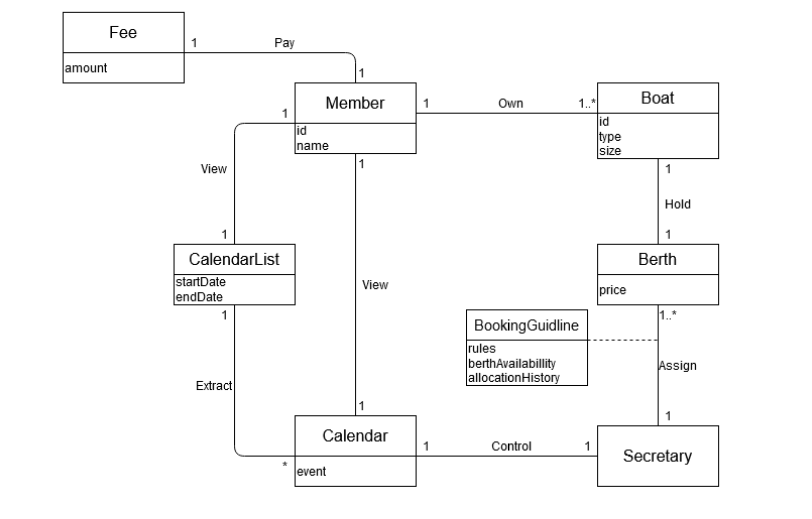 Fee
amount
1
Pay
1
Member
id
name
1
Own
1..*
Boat
id
type
size
1
View
1
1
Hold
1
CalendarList
startDate
endDate
1
View
1
Berth
price
1..*
BookingGuidline
rules
berthAvailabillity
allocationHistory
Assign
1
Extract
*
1
Calendar
event
1
Control
1
Secretary